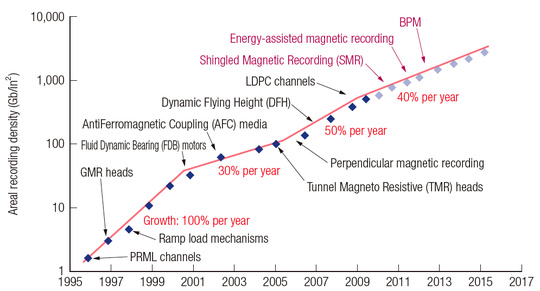 10,000
BPM
Energy-assisted magnetic recording
Shingled Magnetic Recording (SMR)
1,000
LDPC channels
40% per year
Dynamic Flying Height (DFH)
AntiFerromagnetic Coupling (AFC) media
50% per year
Fluid Dynamic Bearing (FDB) motors
100
Perpendicular magnetic recording
GMR heads
30% per year
Tunnel Magneto Resistive (TMR) heads
10
Growth: 100% per year
Ramp load mechanisms
PRML channels
1
Areal recording density (Gb/in²)
1995 1997 1999 2001 2003 2005 2007 2009 2011 2013 2015 2017